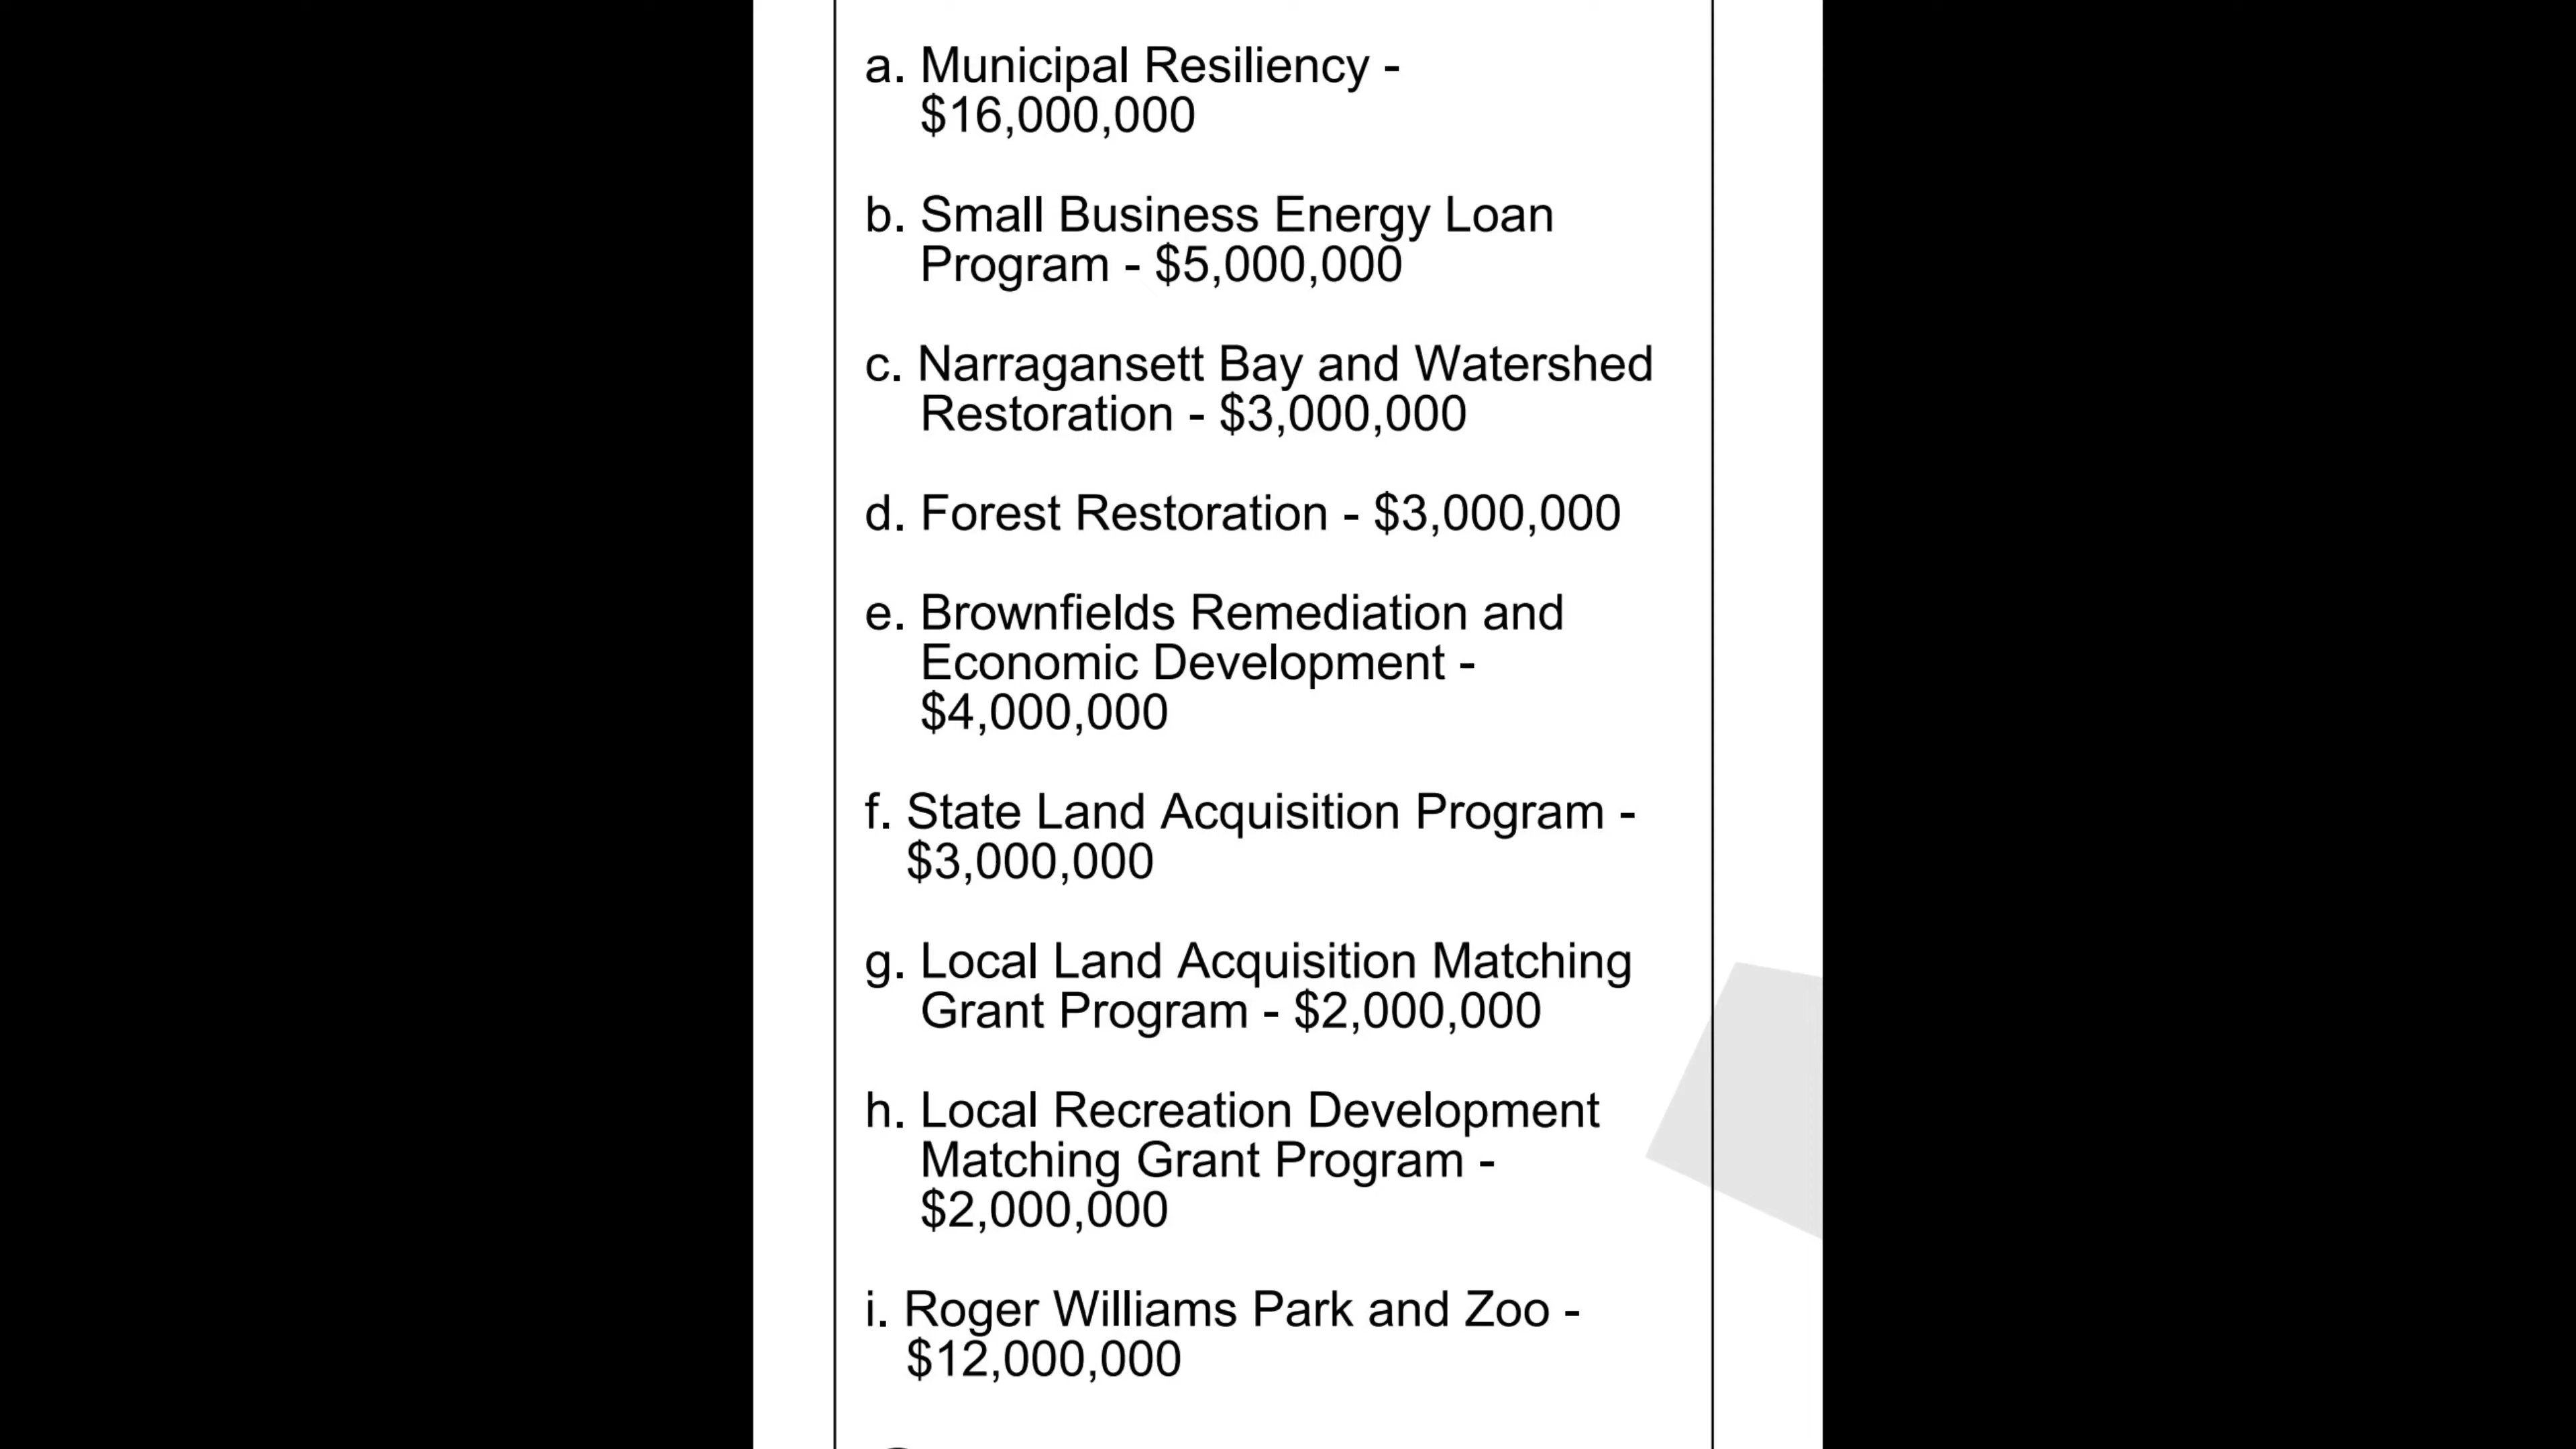 a. Municipal Resiliency -
$16,000,000
b. Small Business Energy Loan
Program - $5,000,000
c. Narragansett Bay and Watershed
Restoration - $3,000,000
d. Forest Restoration - $3,000,000
e. Brownfields Remediation and
Economic Development -
$4,000,000
f. State Land Acquisition Program -
$3,000,000
g. Local Land Acquisition Matching
Grant Program - $2,000,000
h. Local Recreation Development
Matching Grant Program -
$2,000,000
i. Roger Williams Park and Zoo -
$12,000,000